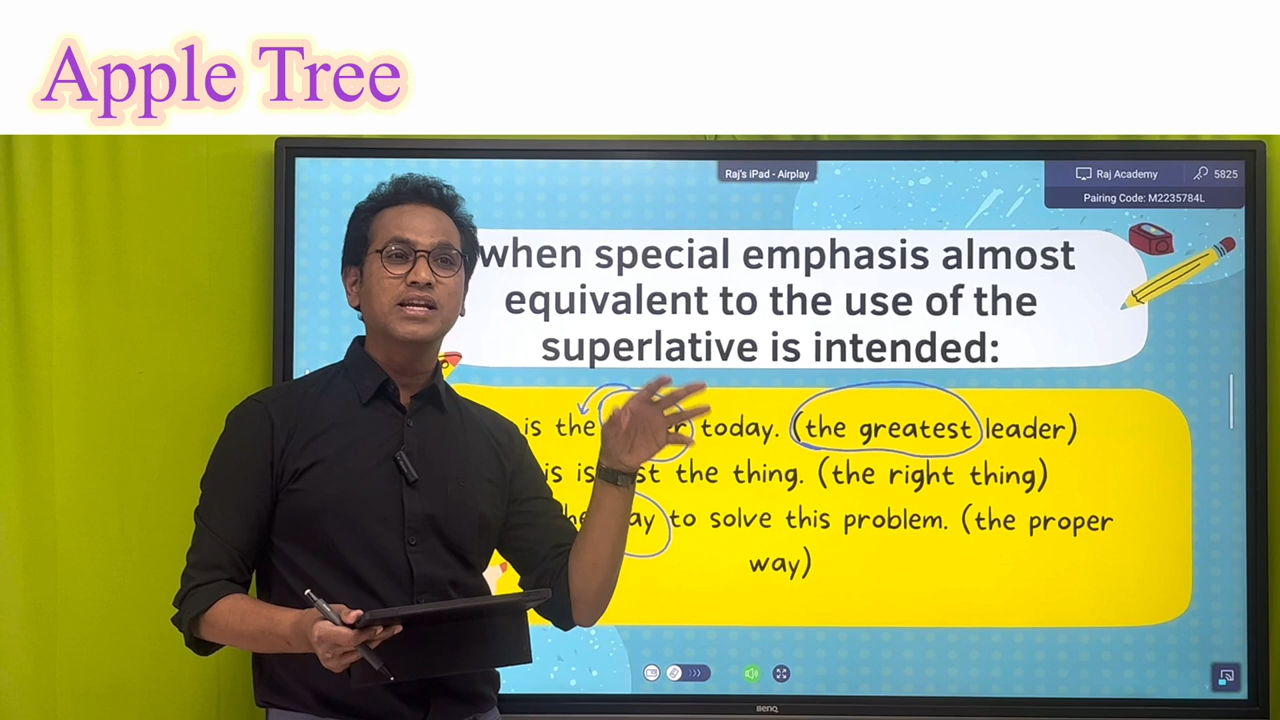 Apple Tree
Raj's iPad - Airplay
Raj Academy 5825
Pairing Code: M2235784L
when special emphasis almost
equivalent to the use of the
superlative is intended:
is the today. (the greatest leader)
is the thing. (the right thing)
to solve this problem. (the proper
way)
BenQ